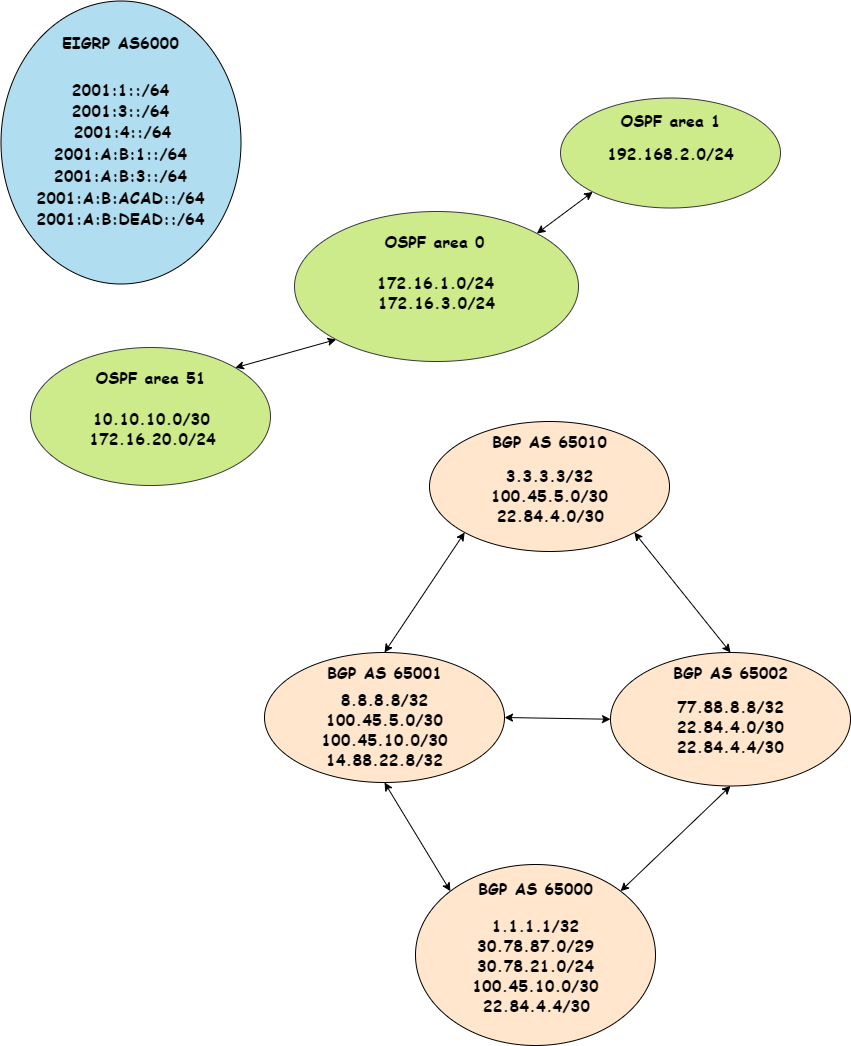 EIGRP AS6000
2001:1::/64
2001:3::/64
2001:4::/64
2001:A:B:1::/64
2001:A:B:3::/64
2001:A:B:ACAD::/64
2001:A:B:DEAD::/64
OSPF area 1
192.168.2.0/24
OSPF area 0
172.16.1.0/24
172.16.3.0/24
OSPF area 51
10.10.10.0/30
172.16.20.0/24
BGP AS 65010
3.3.3.3/32
100.45.5.0/30
22.84.4.0/30
BGP AS 65001
8.8.8.8/32
100.45.5.0/30
100.45.10.0/30
14.88.22.8/32
BGP AS 65002
77.88.8.8/32
22.84.4.0/30
22.84.4.4/30
BGP AS 65000
1.1.1.1/32
30.78.87.0/29
30.78.21.0/24
100.45.10.0/30
22.84.4.4/30